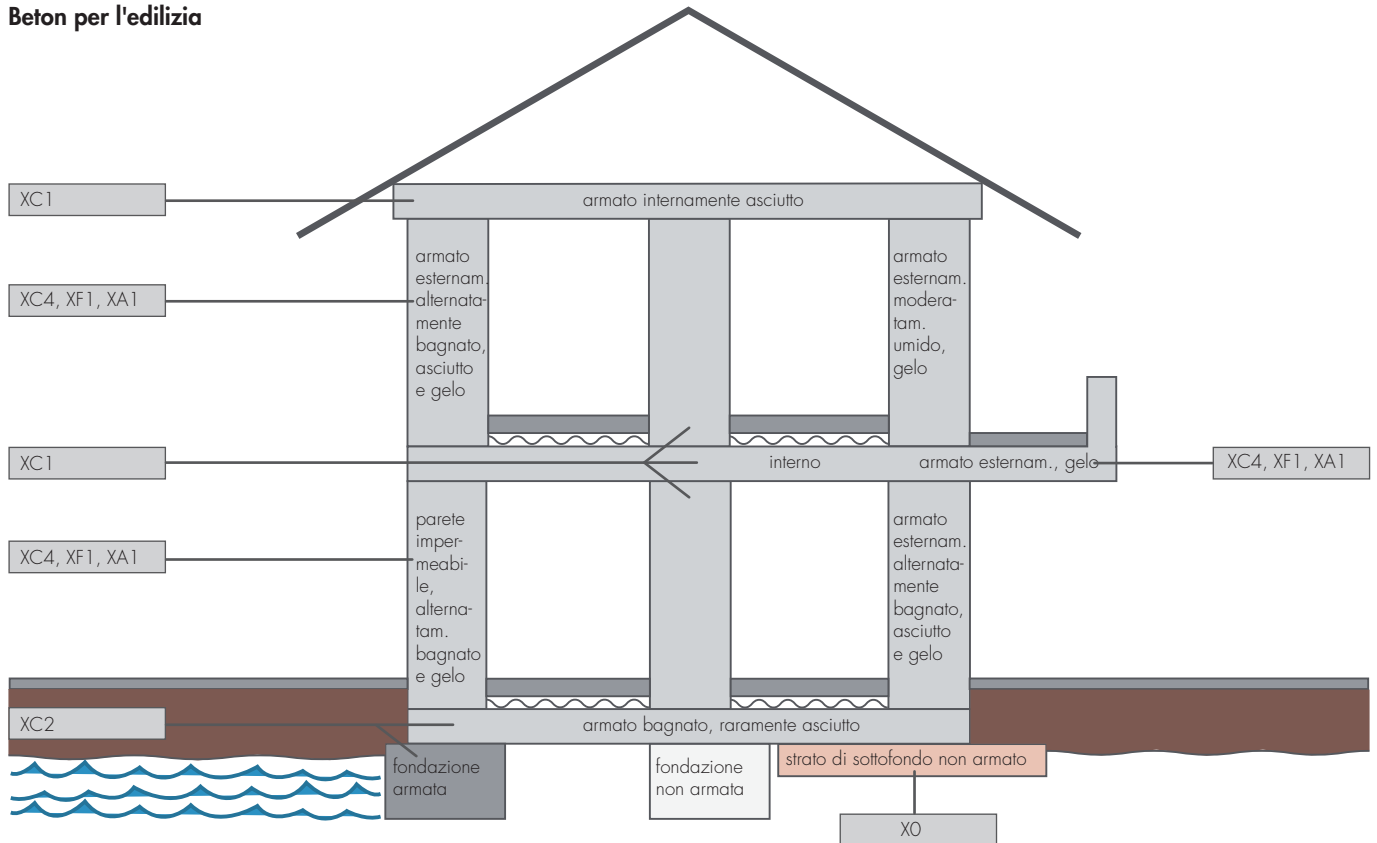 Beton per l'edilizia
XC1
armato internamente asciutto
XC4, XF1, XA1
armato
esternam.
alternata-
mente
bagnato,
asciutto
e gelo
armato
esternam.
modera-
tam.
umido,
gelo
XC1
interno
armato esternam., gelo
XC4, XF1, XA1
XC4, XF1, XA1
parete
imper-
meabi-
le,
alterna-
tam.
bagnato
e gelo
armato
esternam.
alternata-
mente
bagnato,
asciutto
e gelo
XC2
armato bagnato, raramente asciutto
fondazione
armata
fondazione
non armata
strato di sottofondo non armato
X0